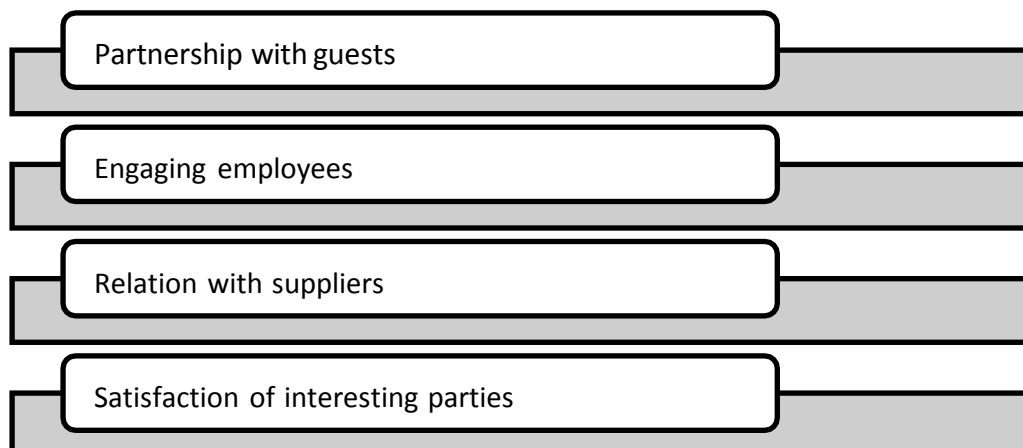 Partnership with guests
Engaging employees
Relation with suppliers
Satisfaction of interesting parties